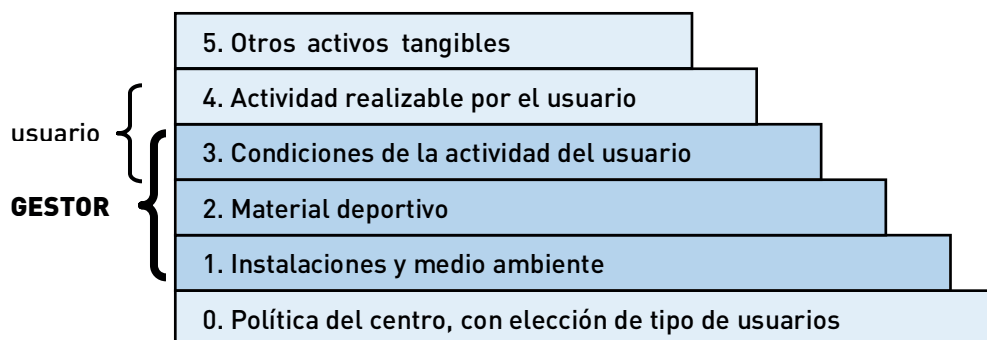 5. Otros activos tangibles
4. Actividad realizable por el usuario
usuario
3. Condiciones de la actividad del usuario
GESTOR
2. Material deportivo
1. Instalaciones y medio ambiente
0. Política del centro, con elección de tipo de usuarios